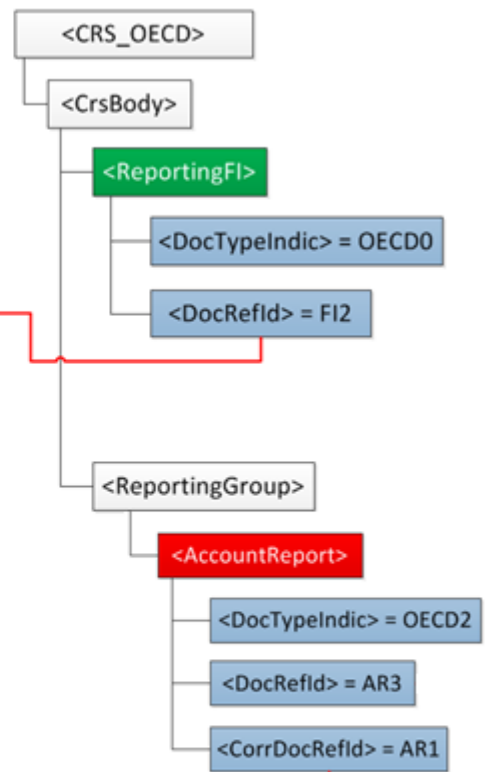 <CRS_OECD>
<CrsBody>
<ReportingFI>
<DocTypeIndic> = OECD0
<DocRefId> = FI2
<ReportingGroup>
<AccountReport>
<DocTypeIndic> = OECD2
<DocRefId> = AR3
<CorrDocRefId> = AR1